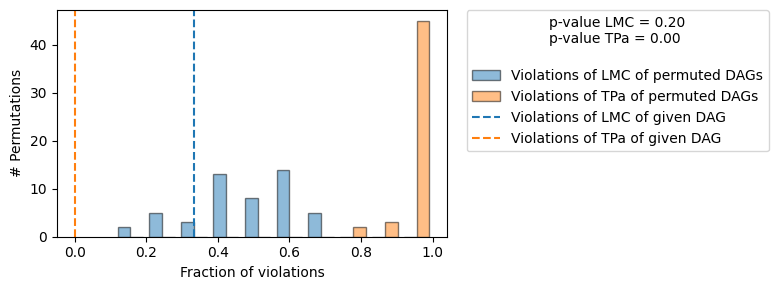 p-value LMC = 0.20
p-value TPa = 0.00
Violations of LMC of permuted DAGs
Violations of TPa of permuted DAGs
Violations of LMC of given DAG
Violations of TPa of given DAG
# Permutations
40
30
20
10
0
0.0 0.2 0.4 0.6 0.8 1.0
Fraction of violations